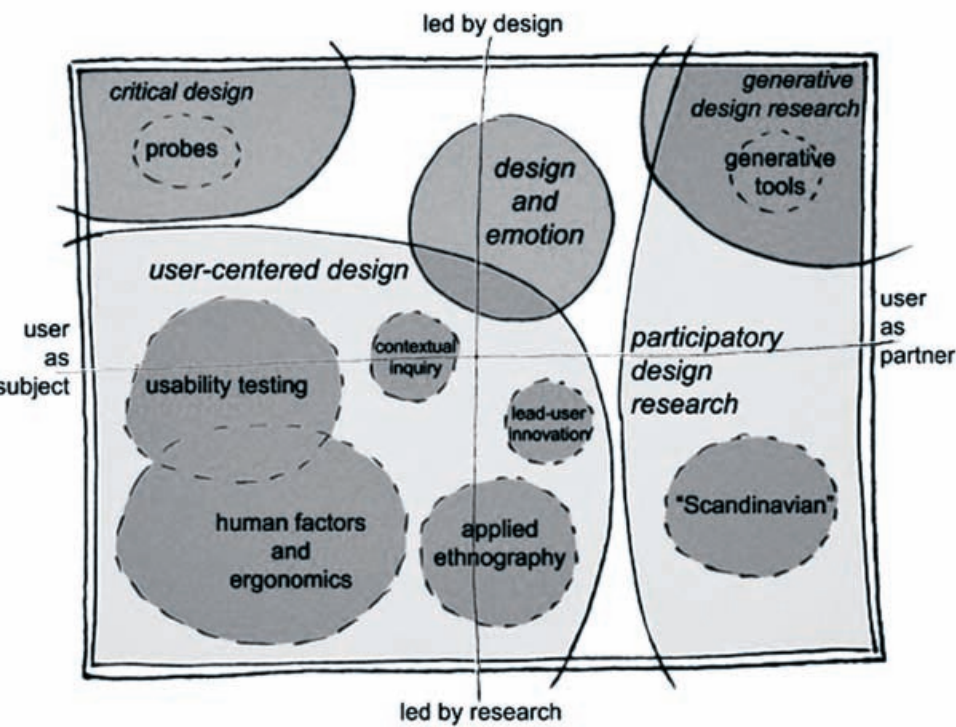 led by design
critical design
probes
generative
design research
generative
tools
design
and
emotion
user-centered design
user
as
subject
contextual
inquiry
usability testing
user
as
partner
participatory
design
research
lead-user
innovation
human factors
and
ergonomics
applied
ethnography
"Scandinavian"
led by research